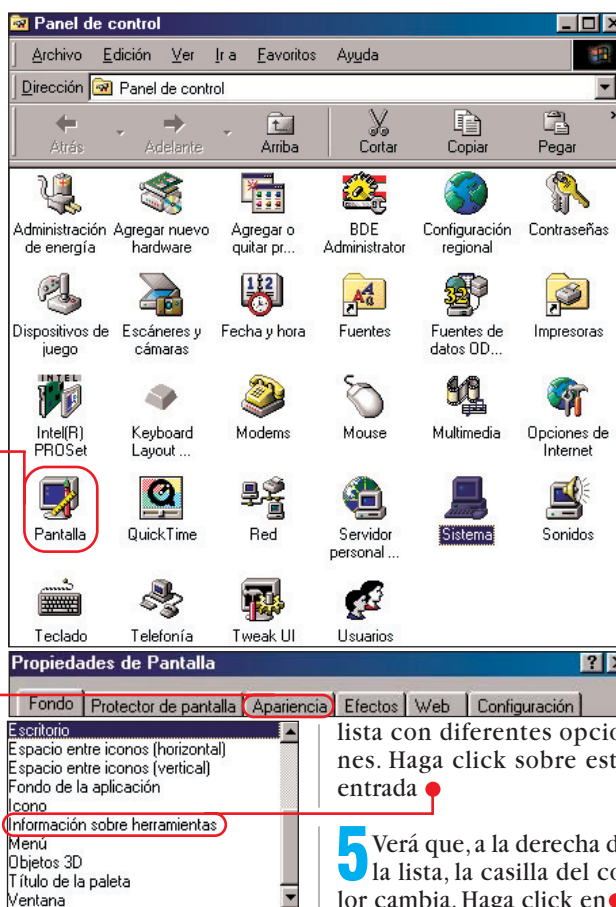 Panel de control
Archivo Edición Ver Ir a Favoritos Ayuda
Dirección Panel de control
Atrás Adelante Arriba Cortar Copiar Pegar
Administración de energía
Agregar nuevo hardware
Agregar o quitar pr...
BDE Administrator
Configuración regional
Contraseñas
Dispositivos de juego
Escáneres y cámaras
Fecha y hora
Fuentes
Fuentes de datos OD...
Impresoras
INTEL
Intel(R) PROSet
Keyboard Layout ...
Modems
Mouse
Multimedia
Opciones de Internet
Pantalla
QuickTime
Red
Servidor personal ...
Sistema
Sonidos
Teclado
Telefonía
Tweak UI
Usuarios
Propiedades de Pantalla
Fondo Protector de pantalla Apariencia Efectos Web Configuración
Escritorio
Espacio entre iconos (horizontal)
Espacio entre iconos (vertical)
Fondo de la aplicación
Icono
Información sobre herramientas
Menú
Objetos 3D
Título de la paleta
Ventana
lista con diferentes opcio
nes. Haga click sobre est
entrada
5 Verá que, a la derecha d
la lista, la casilla del co
lor cambia. Haga click en